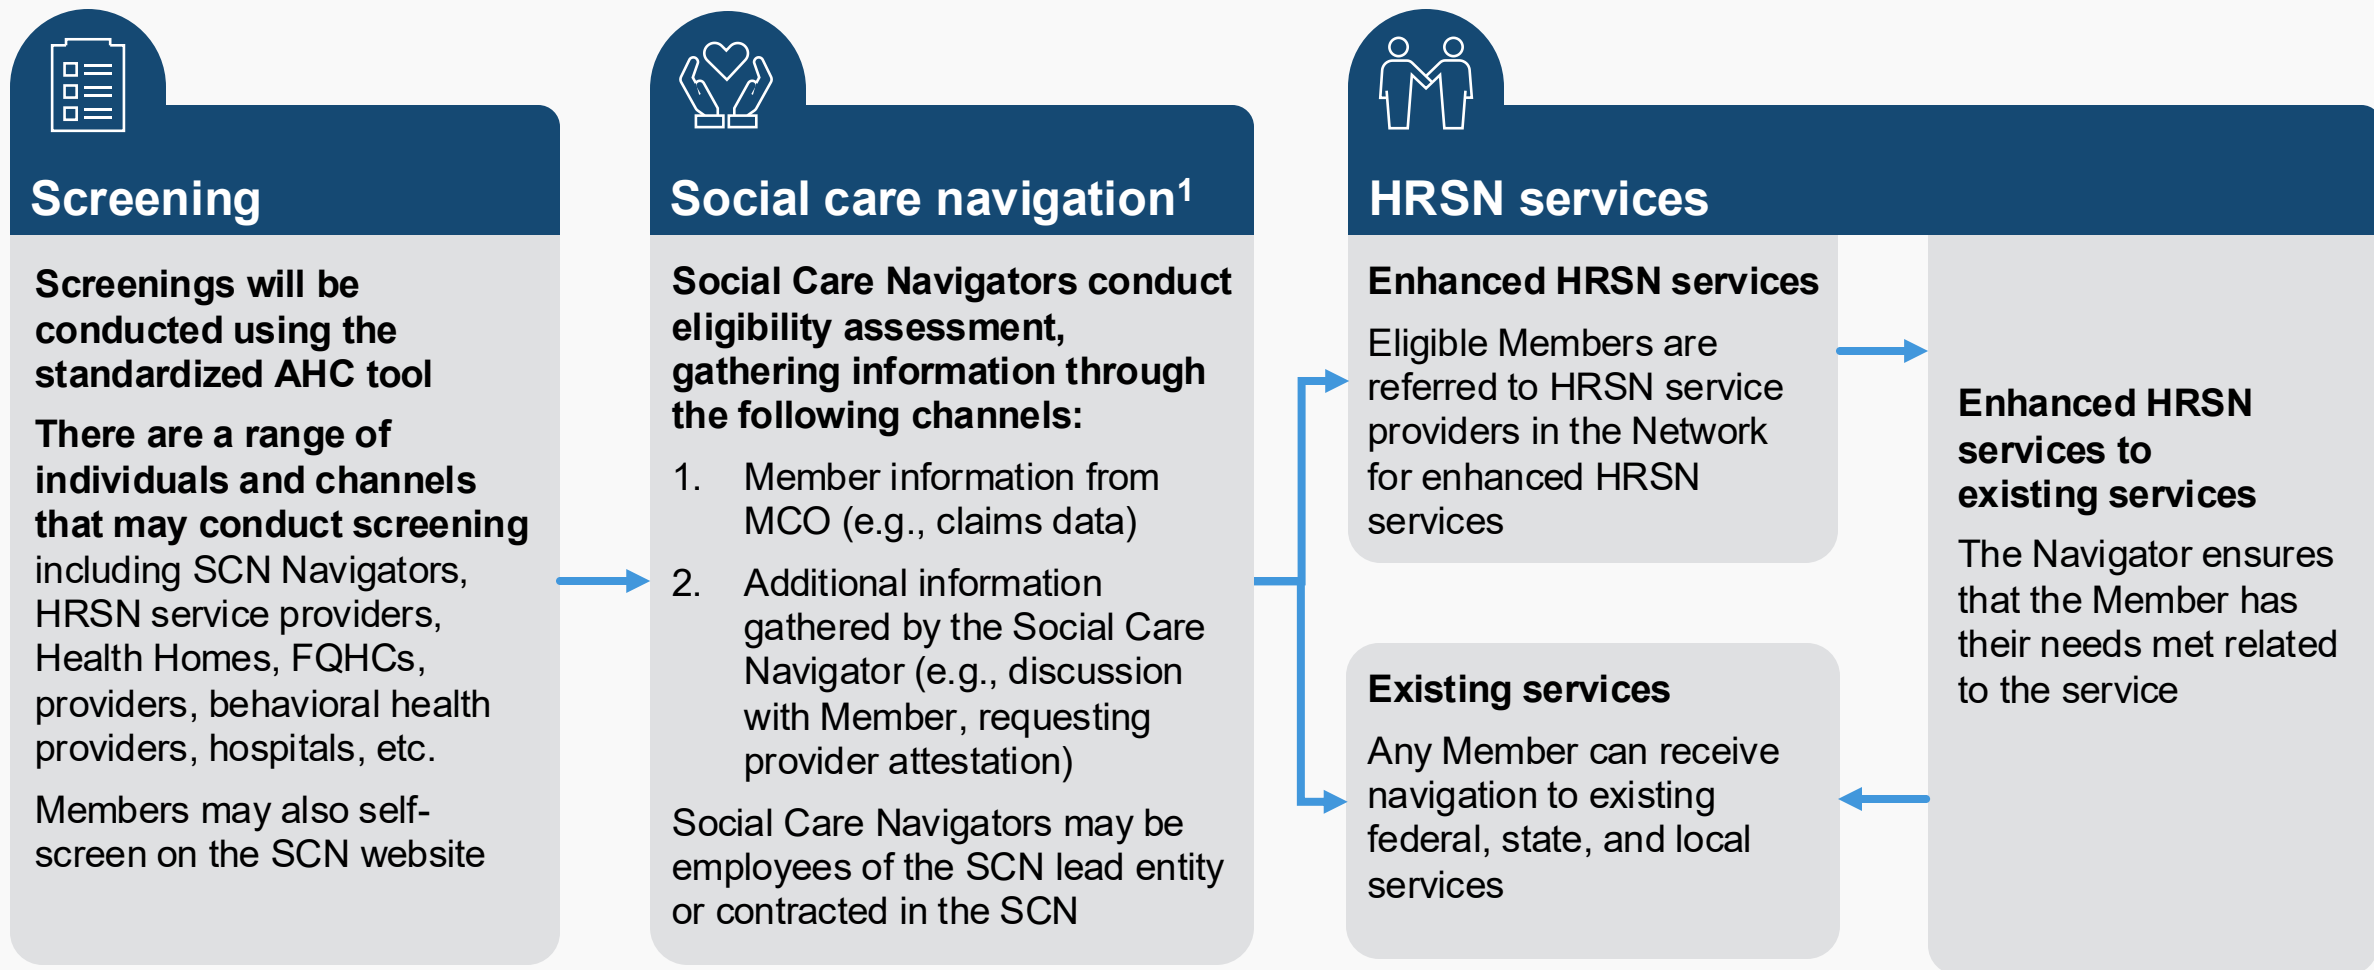 Screening
Screenings will be
conducted using the
standardized AHC tool
There are a range of
individuals and channels
that may conduct screening
including SCN Navigators,
HRSN service providers,
Health Homes, FQHCs,
providers, behavioral health
providers, hospitals, etc.
Members may also self-
screen on the SCN website
Social care navigation¹
Social Care Navigators conduct
eligibility assessment,
gathering information through
the following channels:
1. Member information from
MCO (e.g., claims data)
2. Additional information
gathered by the Social Care
Navigator (e.g., discussion
with Member, requesting
provider attestation)
Social Care Navigators may be
employees of the SCN lead entity
or contracted in the SCN
HRSN services
Enhanced HRSN services
Eligible Members are
referred to HRSN service
providers in the Network
for enhanced HRSN
services
Existing services
Any Member can receive
navigation to existing
federal, state, and local
services
Enhanced HRSN
services to
existing services
The Navigator ensures
that the Member has
their needs met related
to the service